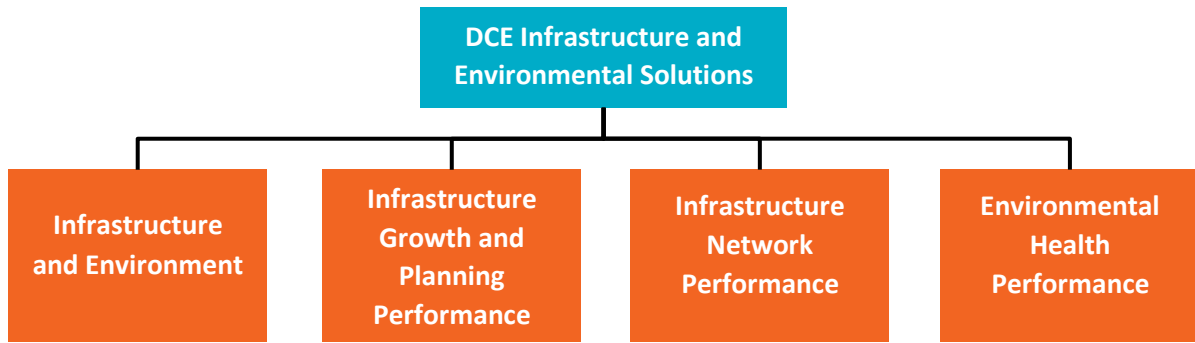 DCE Infrastructure and
Environmental Solutions
Infrastructure
and Environment
Infrastructure
Growth and
Planning
Performance
Infrastructure
Network
Performance
Environmental
Health
Performance